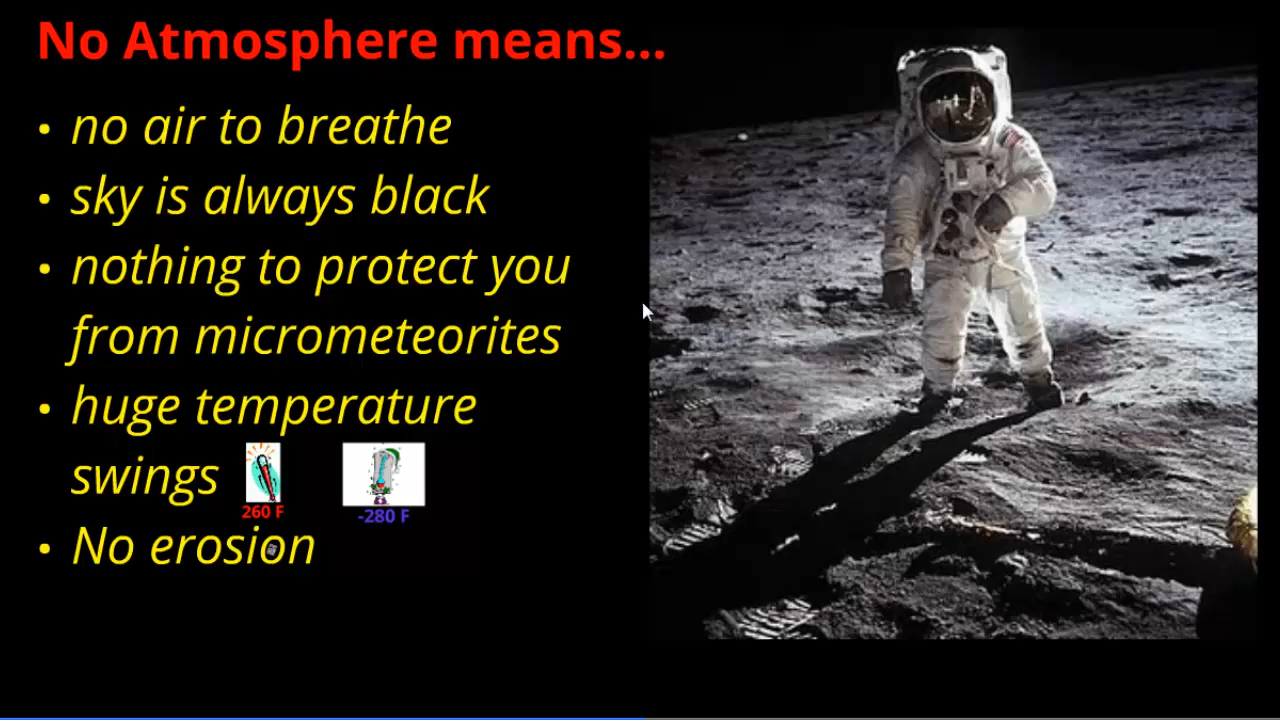 No Atmosphere means...
• no air to breathe
• sky is always black
• nothing to protect you
from micrometeorites
• huge temperature
swings
260 F
-280 F
• No erosion